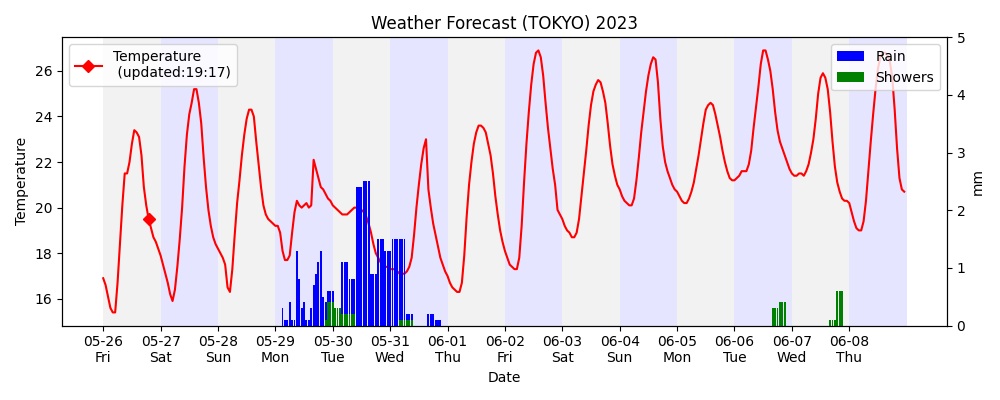 Weather Forecast (TOKYO) 2023
Temperature
(updated:19:17)
Rain
Showers
Temperature
26
24
22
20
18
16
5
4
3
2
1
0
mm
05-26 05-27 05-28 05-29 05-30 05-31 06-01 06-02 06-03 06-04 06-05 06-06 06-07 06-08
Fri Sat Sun Mon Tue Wed Thu Fri Sat Sun Mon Tue Wed Thu
Date